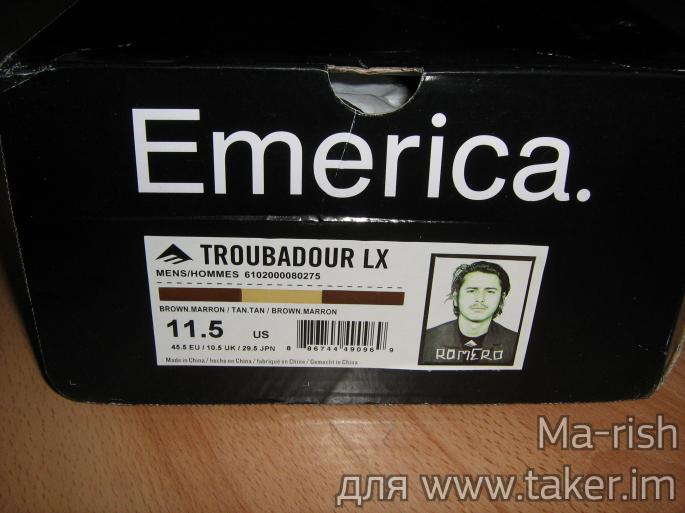 Emerica.
TROUBADOUR LX
MENS/HOMMES 6102000080275
BROWN.MARRON / TAN.TAN / BROWN.MARRON
11.5 US
45.5 EU / 10.5 UK / 29.5 JPN
8 86744 49096 9
Made in China / hecho en China / fabriqué en Chine / Gemacht in China
ROMERO
Ma-rish
для www.taker.im